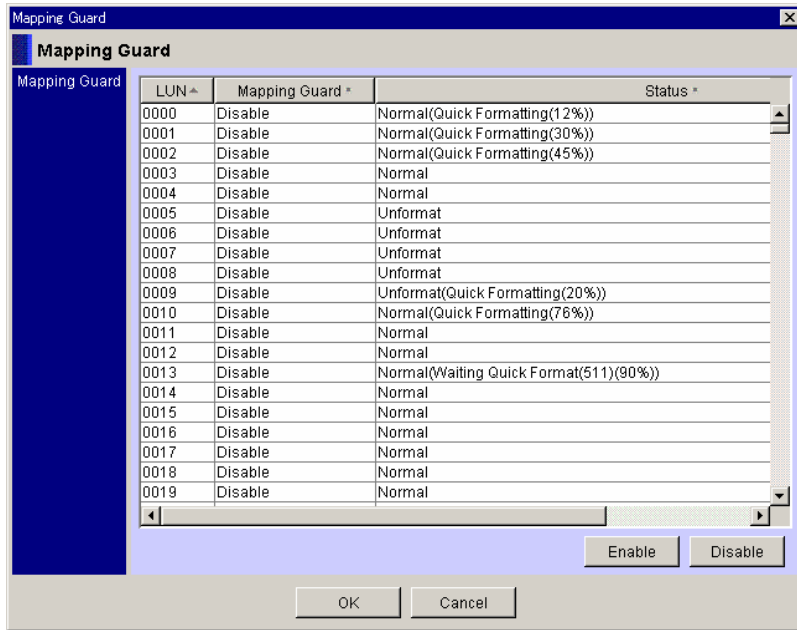 Mapping Guard
Mapping Guard
Mapping Guard
LUN Mapping Guard Status
0000 Disable Normal(Quick Formatting(12%))
0001 Disable Normal(Quick Formatting(30%))
0002 Disable Normal(Quick Formatting(45%))
0003 Disable Normal
0004 Disable Normal
0005 Disable Unformat
0006 Disable Unformat
0007 Disable Unformat
0008 Disable Unformat
0009 Disable Unformat(Quick Formatting(20%))
0010 Disable Normal(Quick Formatting(76%))
0011 Disable Normal
0012 Disable Normal
0013 Disable Normal(Waiting Quick Format(511)(90%))
0014 Disable Normal
0015 Disable Normal
0016 Disable Normal
0017 Disable Normal
0018 Disable Normal
0019 Disable Normal
Enable Disable
OK Cancel